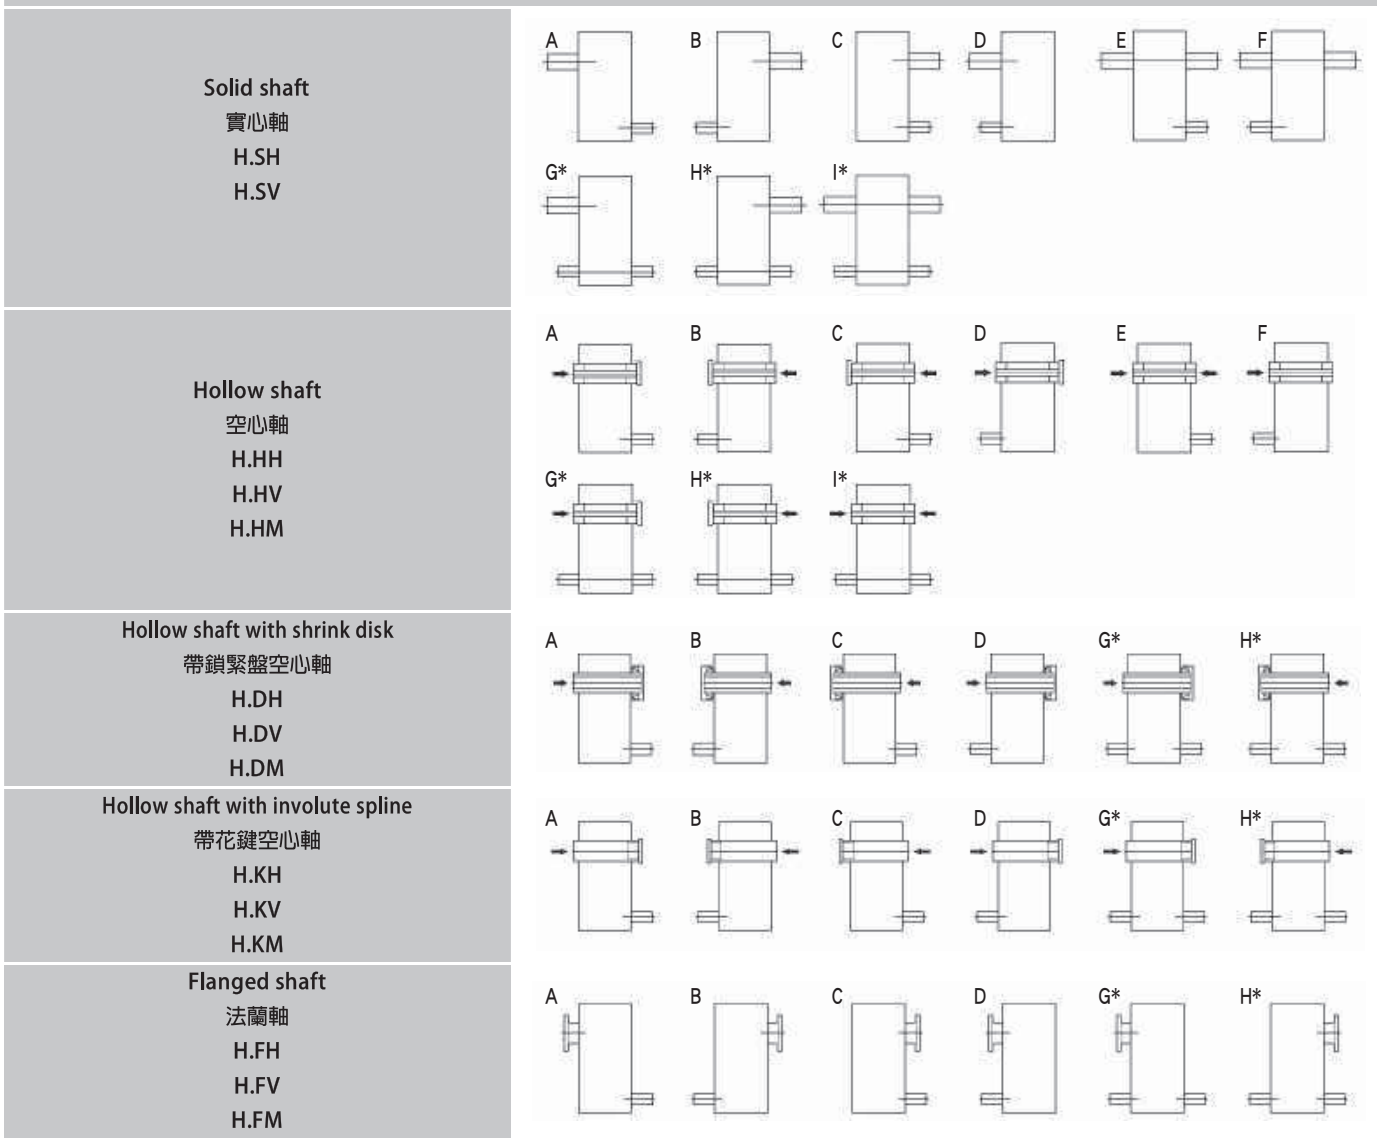 Solid shaft
實心軸
H.SH
H.SV
A B C D E F
G* H* I*
Hollow shaft
空心軸
H.HH
H.HV
H.HM
A B C D E F
G* H* I*
Hollow shaft with shrink disk
帶鎖緊盤空心軸
H.DH
H.DV
H.DM
A B C D G* H*
Hollow shaft with involute spline
帶花鍵空心軸
H.KH
H.KV
H.KM
A B C D G* H*
Flanged shaft
法蘭軸
H.FH
H.FV
H.FM
A B C D G* H*